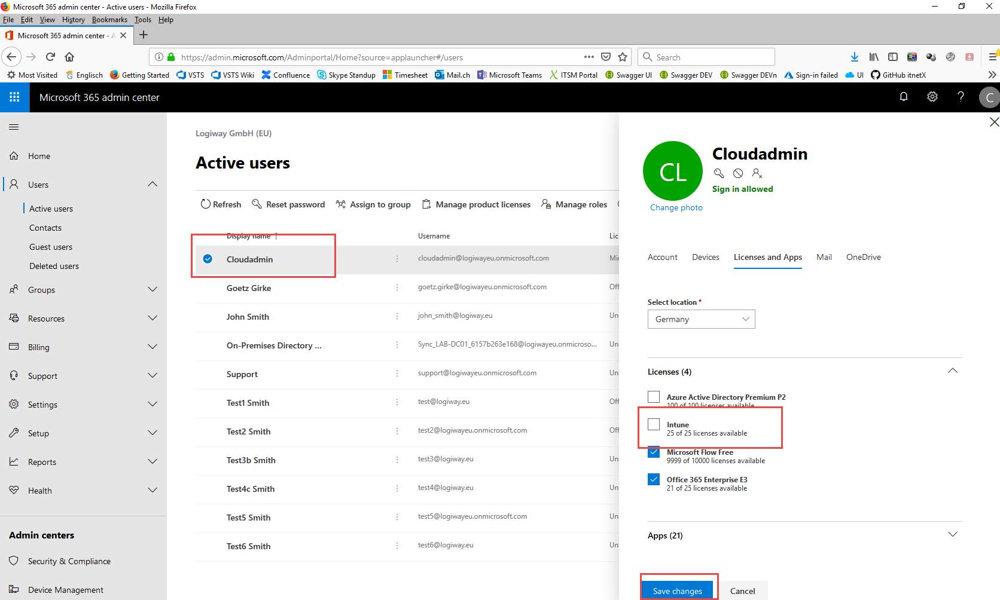 Microsoft 365 admin center - Active users - Mozilla Firefox
File Edit View History Bookmarks Tools Help
Microsoft 365 admin center - A
https://admin.microsoft.com/Adminportal/Home?source=applauncher#/users
Search
Most Visited Englisch Getting Started VSTS VSTS Wiki Confluence Skype Standup Timesheet Mail.ch Microsoft Teams ITSM Portal Swagger UI Swagger DEV Swagger DEVn Sign-in failed UI GitHub itnetX
Microsoft 365 admin center
? C
Home
Users
Active users
Contacts
Guest users
Deleted users
Groups
Resources
Billing
Support
Settings
Setup
Reports
Health
Admin centers
Security & Compliance
Device Management
Logiway GmbH (EU)
Active users
Refresh Reset password Assign to group Manage product licenses Manage roles
Display name ↑ Username Lic
Cloudadmin cloudadmin@logiwayeu.onmicrosoft.com Mic
Goetz Girke goetz.girke@logiwayeu.onmicrosoft.com Off
John Smith john_smith@logiway.eu Un
On-Premises Directory ... Sync_LAB-DC01_6157b263e168@logiwayeu.onmicroso... Un
Support support@logiwayeu.onmicrosoft.com Un
Test1 Smith test@logiway.eu Off
Test2 Smith test2@logiwayeu.onmicrosoft.com Off
Test3b Smith test3@logiway.eu Un
Test4c Smith test4@logiway.eu Un
Test5 Smith test5@logiwayeu.onmicrosoft.com Un
Test6 Smith test6@logiway.eu Un
CL
Cloudadmin
Sign in allowed
Change photo
Account Devices Licenses and Apps Mail OneDrive
Select location *
Germany
Licenses (4)
Azure Active Directory Premium P2
100 of 100 licenses available
Intune
25 of 25 licenses available
Microsoft Flow Free
9999 of 10000 licenses available
Office 365 Enterprise E3
21 of 25 licenses available
Apps (21)
Save changes Cancel